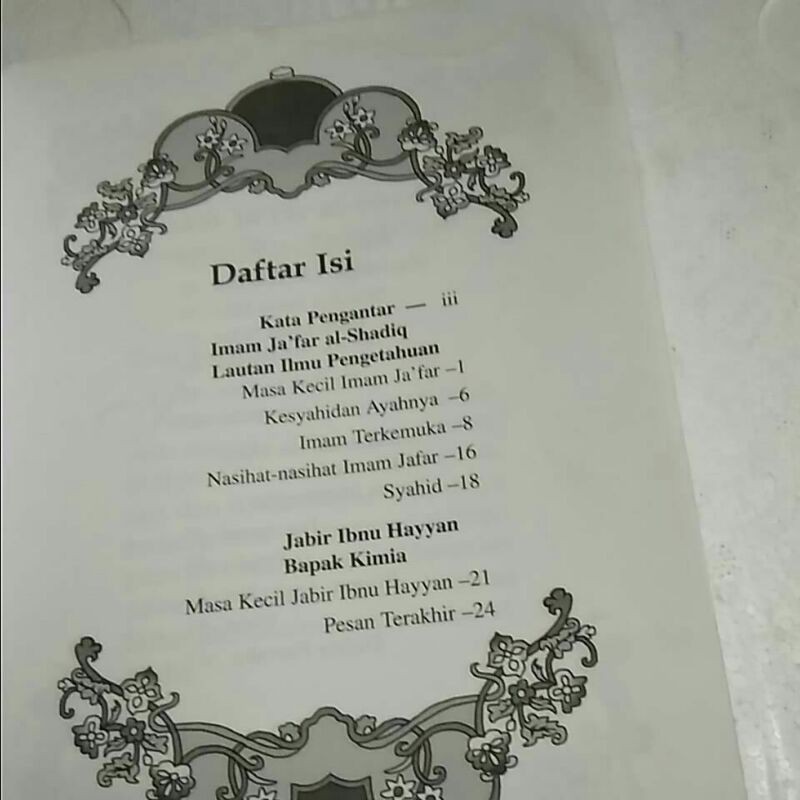 Daftar Isi
Kata Pengantar — iii
Imam Ja'far al-Shadiq
Lautan Ilmu Pengetahuan
Masa Kecil Imam Ja'far –1
Kesyahidan Ayahnya –6
Imam Terkemuka –8
Nasihat-nasihat Imam Jafar –16
Syahid –18
Jabir Ibnu Hayyan
Bapak Kimia
Masa Kecil Jabir Ibnu Hayyan –21
Pesan Terakhir –24